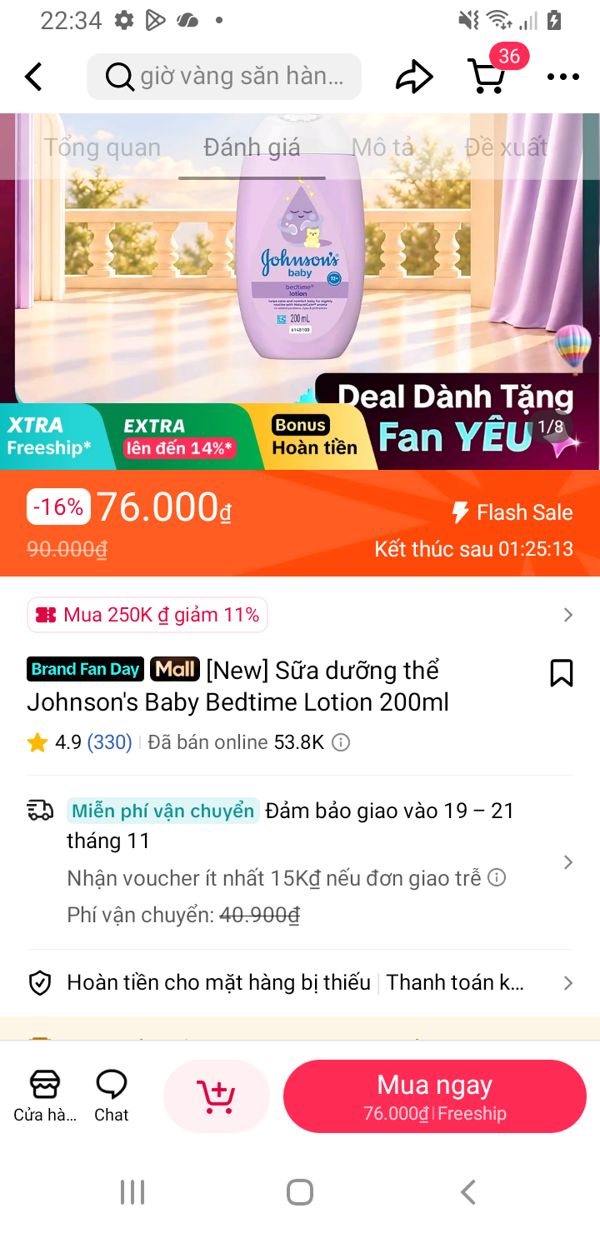 22:34
giờ vàng săn hàn...
36
Tổng quan Đánh giá Mô tả Đề xuất
Johnson's
baby
bedtime®
lotion
200 mL
Deal Dành Tặng
Fan YÊU
1/8
XTRA
Freeship*
EXTRA
lên đến 14%*
Bonus
Hoàn tiền
-16% 76.000₫
Flash Sale
90.000₫
Kết thúc sau 01:25:13
Mua 250K ₫ giảm 11%
Brand Fan Day Mall [New] Sữa dưỡng thể
Johnson's Baby Bedtime Lotion 200ml
4.9 (330) Đã bán online 53.8K
Miễn phí vận chuyển Đảm bảo giao vào 19 – 21
tháng 11
Nhận voucher ít nhất 15K₫ nếu đơn giao trễ
Phí vận chuyển: 40.900₫
Hoàn tiền cho mặt hàng bị thiếu Thanh toán k...
Cửa hà...
Chat
Mua ngay
76.000₫ Freeship